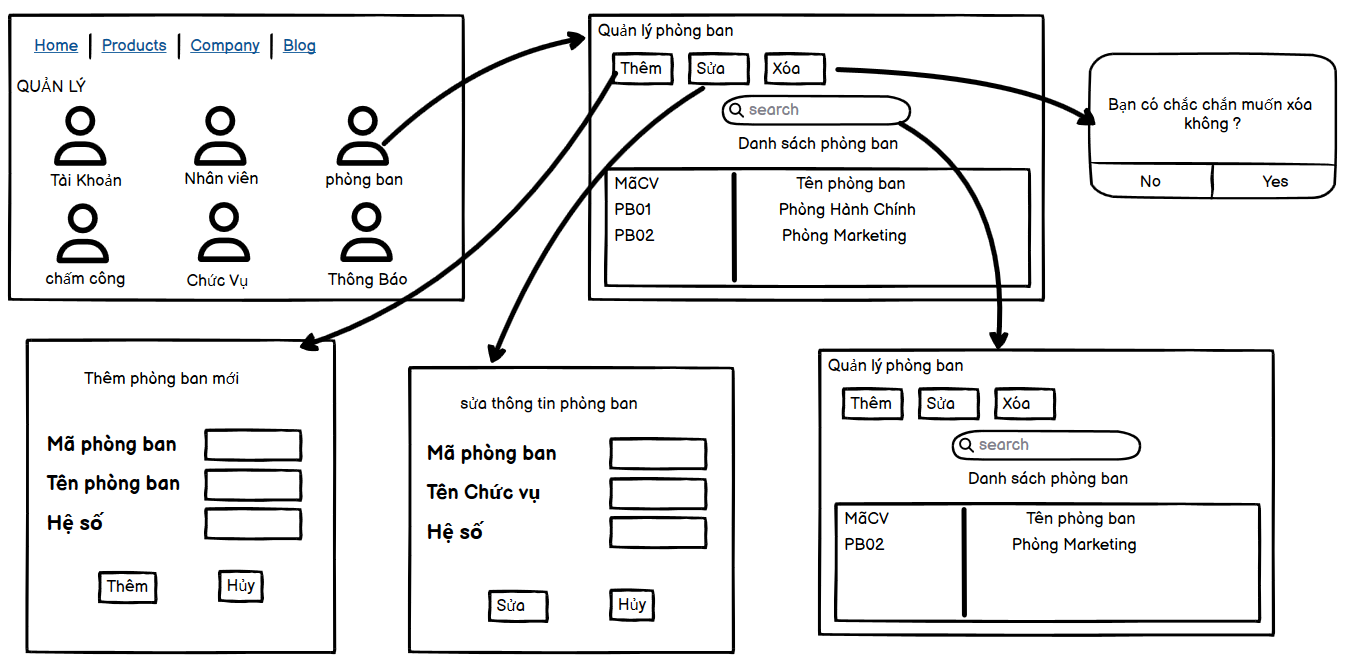 Home Products Company Blog
QUẢN LÝ
Tài Khoản Nhân viên phòng ban
chấm công Chức Vụ Thông Báo
Quản lý phòng ban
Thêm Sửa Xóa
search
Danh sách phòng ban
MãCV Tên phòng ban
PB01 Phòng Hành Chính
PB02 Phòng Marketing
Bạn có chắc chắn muốn xóa
không ?
No Yes
Thêm phòng ban mới
Mã phòng ban
Tên phòng ban
Hệ số
Thêm Hủy
sửa thông tin phòng ban
Mã phòng ban
Tên Chức vụ
Hệ số
Sửa Hủy
Quản lý phòng ban
Thêm Sửa Xóa
search
Danh sách phòng ban
MãCV Tên phòng ban
PB02 Phòng Marketing